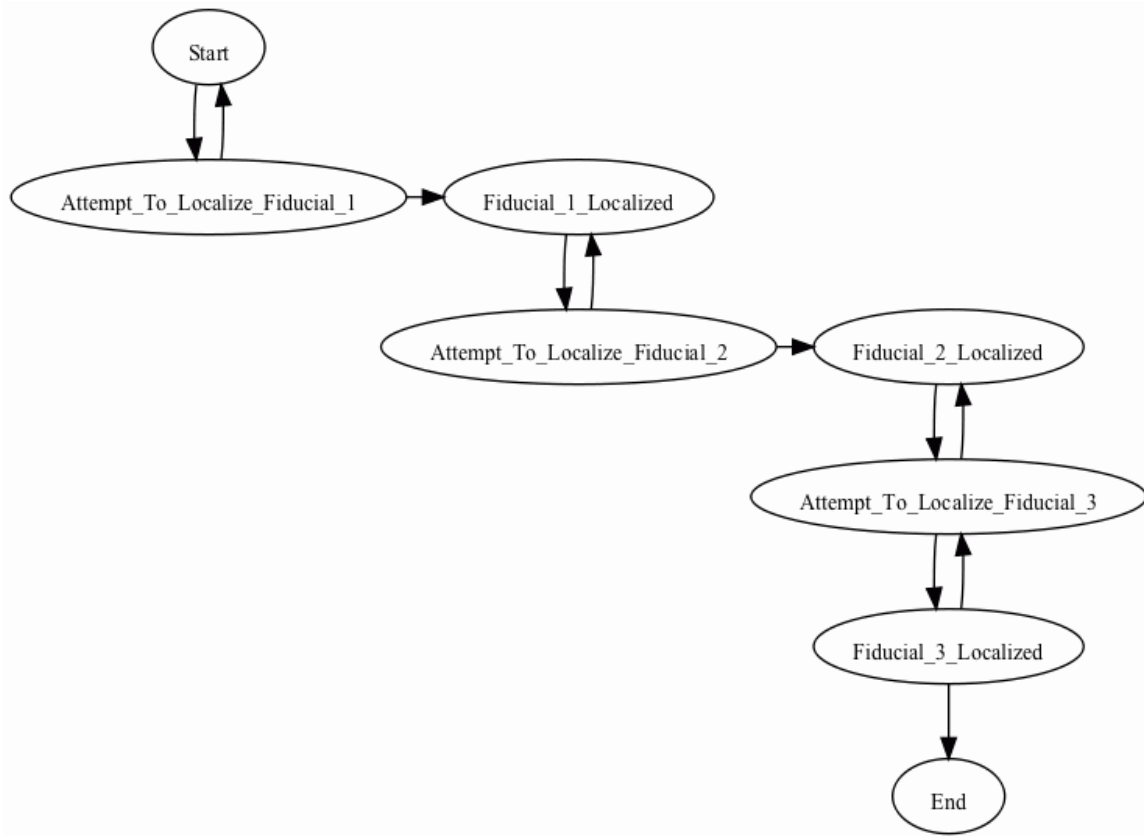 Start
Attempt_To_Localize_Fiducial_1
Fiducial_1_Localized
Attempt_To_Localize_Fiducial_2
Fiducial_2_Localized
Attempt_To_Localize_Fiducial_3
Fiducial_3_Localized
End